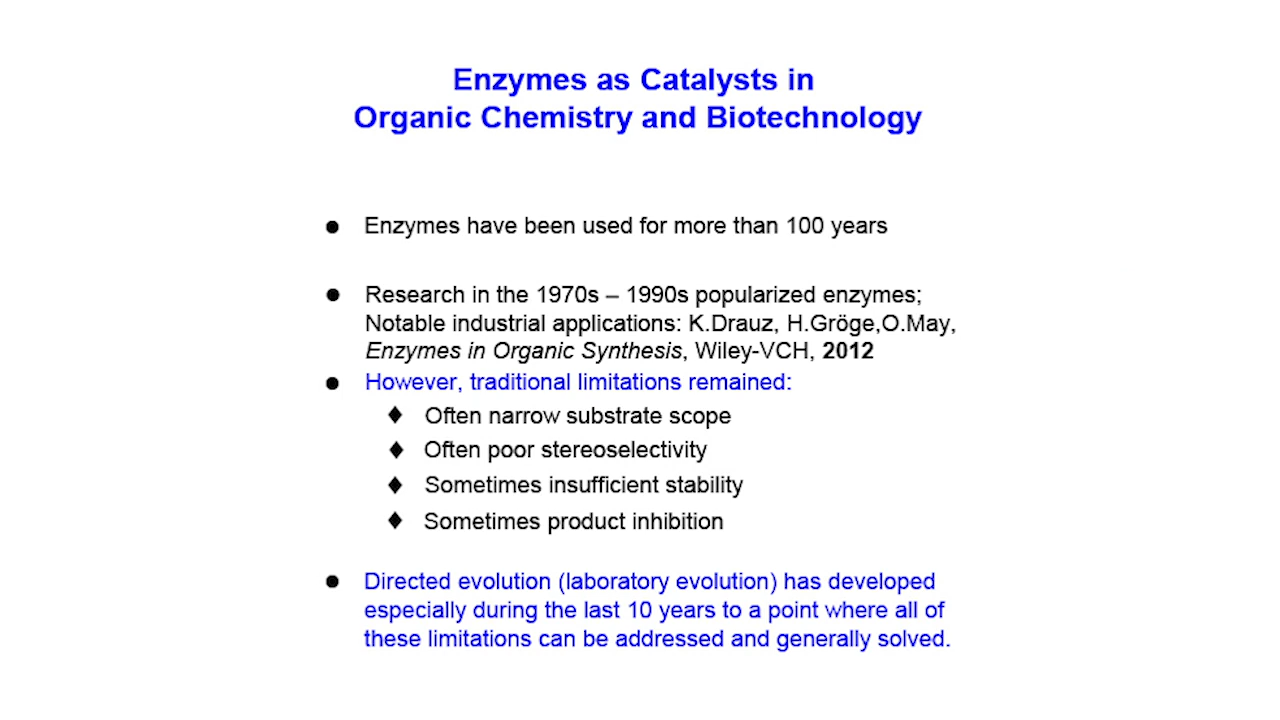 Enzymes as Catalysts in
Organic Chemistry and Biotechnology
● Enzymes have been used for more than 100 years
● Research in the 1970s – 1990s popularized enzymes;
Notable industrial applications: K.Drauz, H.Gröge,O.May,
Enzymes in Organic Synthesis, Wiley-VCH, 2012
● However, traditional limitations remained:
♦ Often narrow substrate scope
♦ Often poor stereoselectivity
♦ Sometimes insufficient stability
♦ Sometimes product inhibition
● Directed evolution (laboratory evolution) has developed
especially during the last 10 years to a point where all of
these limitations can be addressed and generally solved.